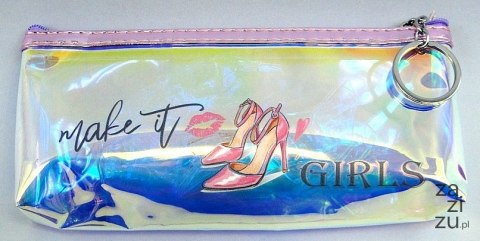 make it
GIRLS
za
zi
zu.pl